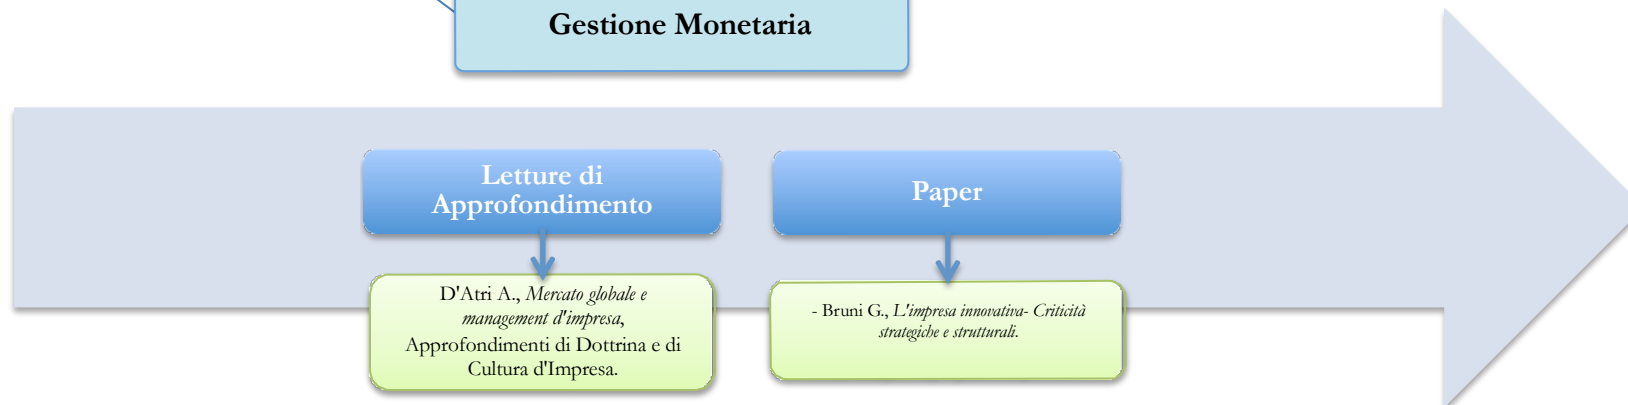 Gestione Monetaria
Letture di
Approfondimento
Paper
D'Atri A., Mercato globale e
management d'impresa,
Approfondimenti di Dottrina e di
Cultura d'Impresa.
- Bruni G., L'impresa innovativa- Criticità
strategiche e strutturali.